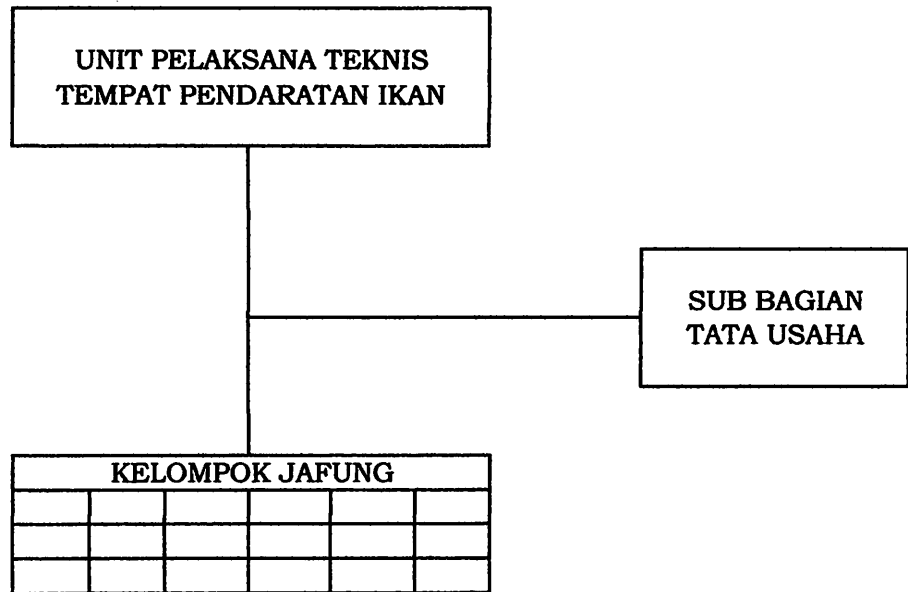 UNIT PELAKSANA TEKNIS
TEMPAT PENDARATAN IKAN
SUB BAGIAN
TATA USAHA
KELOMPOK JAFUNG